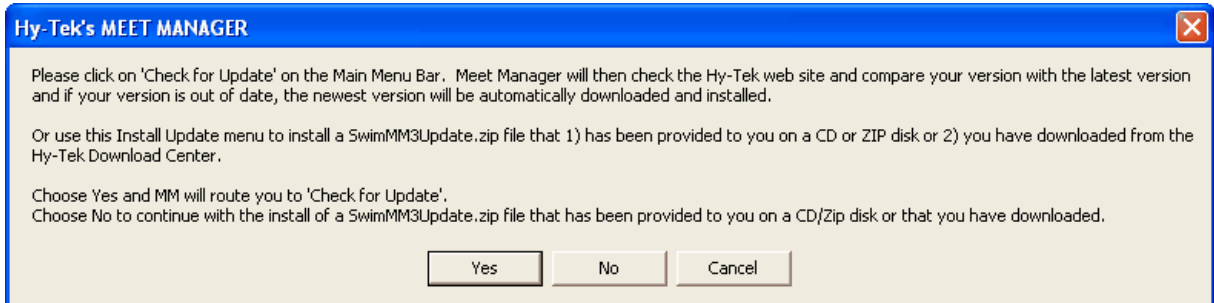 Hy-Tek's MEET MANAGER
Please click on 'Check for Update' on the Main Menu Bar.  Meet Manager will then check the Hy-Tek web site and compare your version with the latest version
and if your version is out of date, the newest version will be automatically downloaded and installed.
Or use this Install Update menu to install a SwimMM3Update.zip file that 1) has been provided to you on a CD or ZIP disk or 2) you have downloaded from the
Hy-Tek Download Center.
Choose Yes and MM will route you to 'Check for Update'.
Choose No to continue with the install of a SwimMM3Update.zip file that has been provided to you on a CD/Zip disk or that you have downloaded.
Yes No Cancel